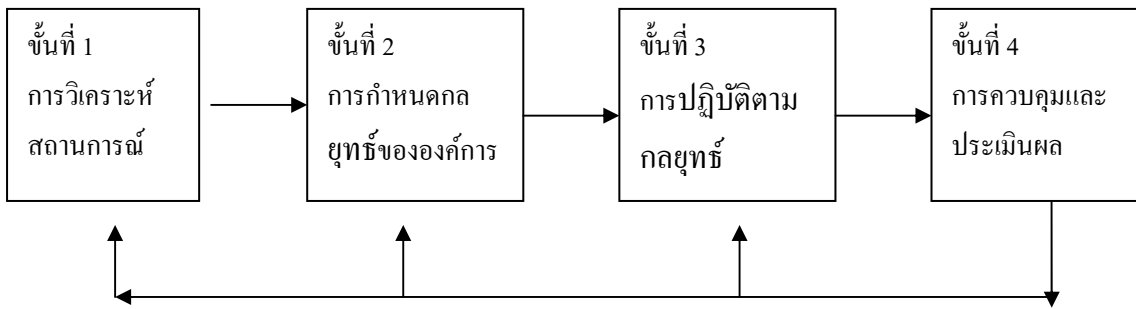 ขั้นที่ 1
การวิเคราะห์
สถานการณ์
ขั้นที่ 2
การกำหนดกล
ยุทธ์ขององค์การ
ขั้นที่ 3
การปฏิบัติตาม
กลยุทธ์
ขั้นที่ 4
การควบคุมและ
ประเมินผล